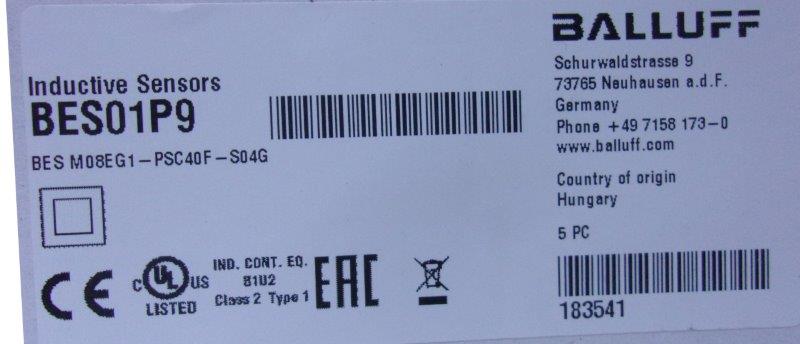 BALLUFF
Inductive Sensors
BES01P9
BES M08EG1-PSC40F-S04G
Schurwaldstrasse 9
73765 Neuhausen a.d.F.
Germany
Phone +49 7158 173-0
www.balluff.com
Country of origin
Hungary
5 PC
CE
C UL US
LISTED
IND. CONT. EQ.
81U2
Class 2 Type 1
EAC
183541